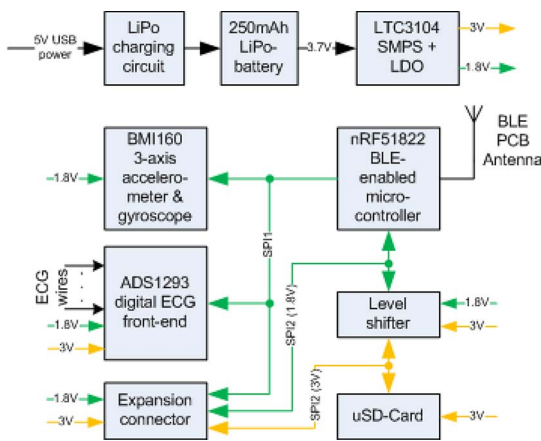 5V USB
power
LiPo
charging
circuit
250mAh
LiPo-
battery
3.7V
LTC3104
SMPS +
LDO
3V
1.8V
BMI160
3-axis
accelero-
meter &
gyroscope
1.8V
nRF51822
BLE-
enabled
micro-
controller
BLE
PCB
Antenna
SPI1
ECG
wires
ADS1293
digital ECG
front-end
1.8V
3V
SPI2 (1.8V)
Level
shifter
1.8V
3V
Expansion
connector
1.8V
3V
SPI2 (3V)
uSD-Card
3V